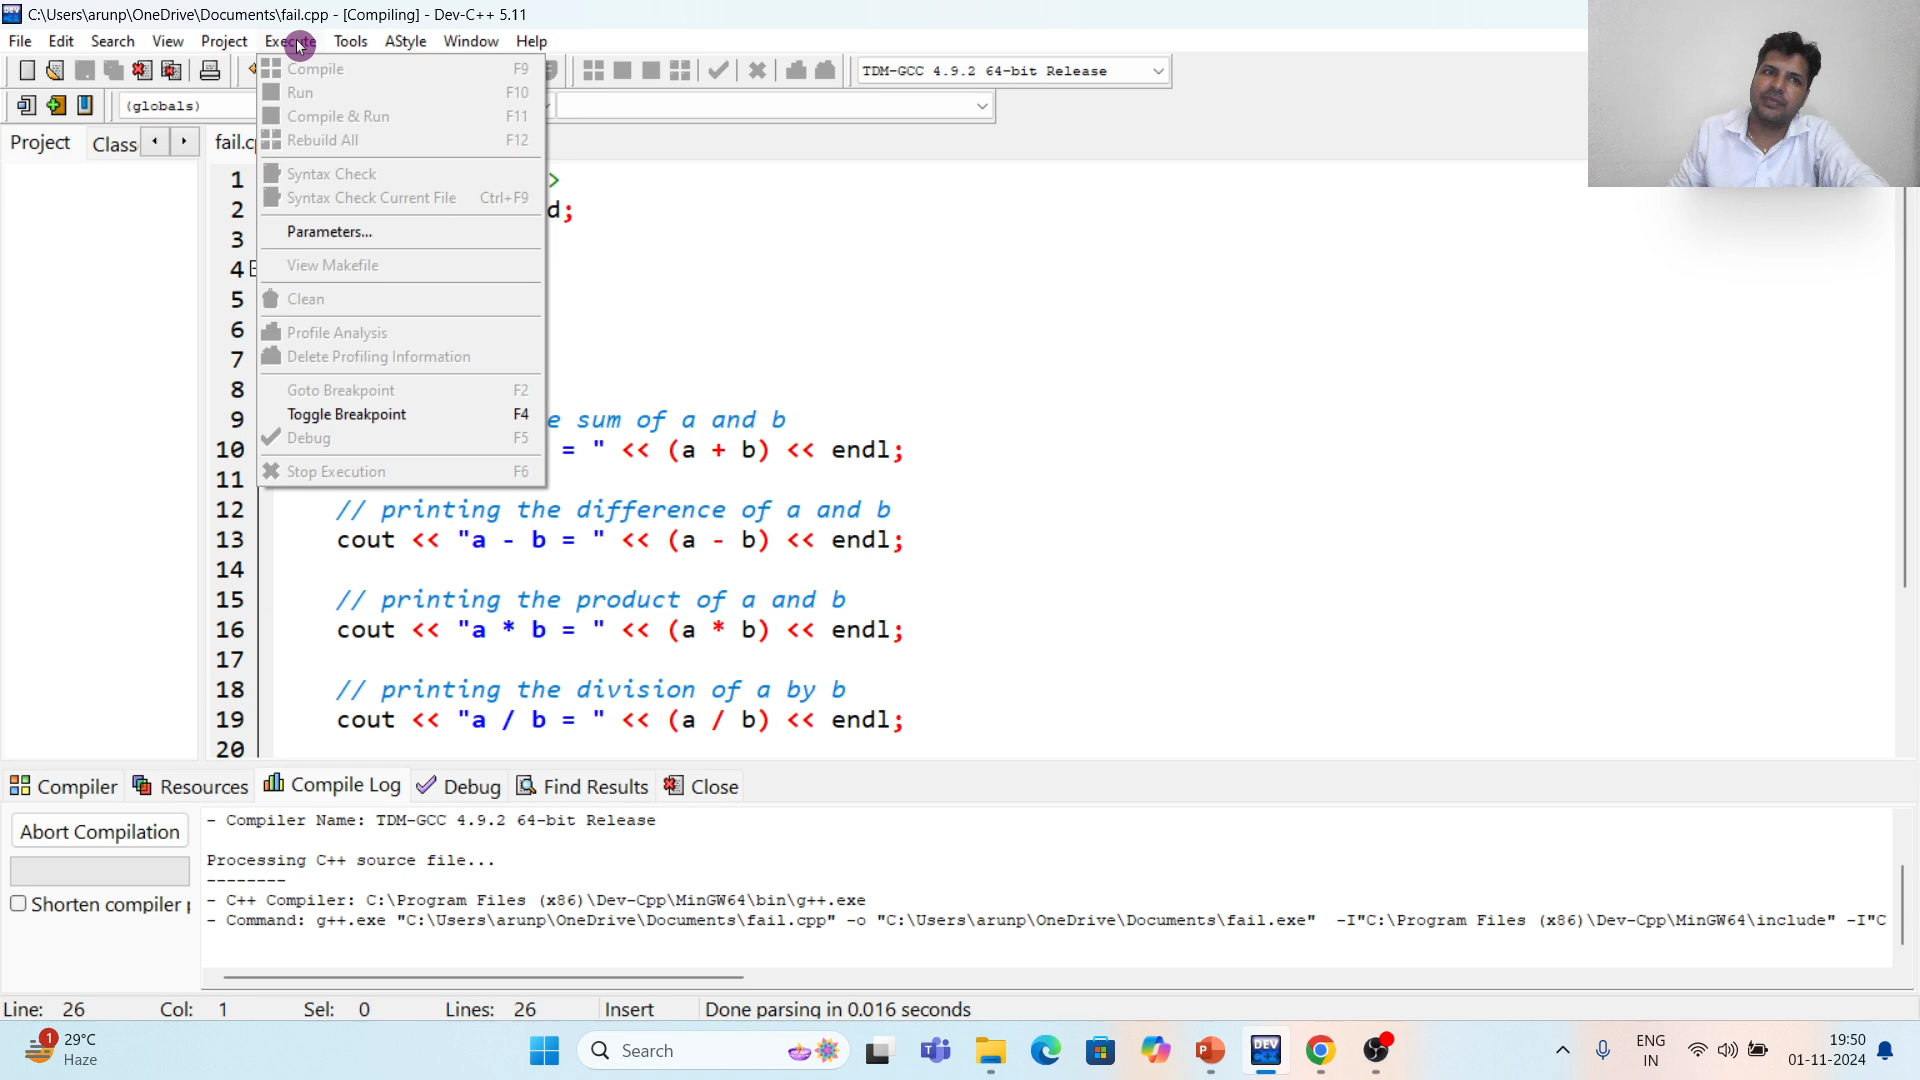 C:\Users\arunp\OneDrive\Documents\fail.cpp - [Compiling] - Dev-C++ 5.11
File Edit Search View Project Execute Tools AStyle Window Help
TDM-GCC 4.9.2 64-bit Release
(globals)
Project Class fail.c
Compile F9
Run F10
Compile & Run F11
Rebuild All F12
Syntax Check
Syntax Check Current File Ctrl+F9
Parameters...
View Makefile
Clean
Profile Analysis
Delete Profiling Information
Goto Breakpoint F2
Toggle Breakpoint F4
Debug F5
Stop Execution F6
1 >
2 d;
3
4
5
6
7
8
9 e sum of a and b
10 = " << (a + b) << endl;
11
12 // printing the difference of a and b
13 cout << "a - b = " << (a - b) << endl;
14
15 // printing the product of a and b
16 cout << "a * b = " << (a * b) << endl;
17
18 // printing the division of a by b
19 cout << "a / b = " << (a / b) << endl;
20
Compiler Resources Compile Log Debug Find Results Close
Abort Compilation
Shorten compiler p
- Compiler Name: TDM-GCC 4.9.2 64-bit Release
Processing C++ source file...
--------
- C++ Compiler: C:\Program Files (x86)\Dev-Cpp\MinGW64\bin\g++.exe
- Command: g++.exe "C:\Users\arunp\OneDrive\Documents\fail.cpp" -o "C:\Users\arunp\OneDrive\Documents\fail.exe" -I"C:\Program Files (x86)\Dev-Cpp\MinGW64\include" -I"C
Line: 26 Col: 1 Sel: 0 Lines: 26 Insert Done parsing in 0.016 seconds
1
29°C
Haze
Search
DEV C++
ENG
IN
19:50
01-11-2024